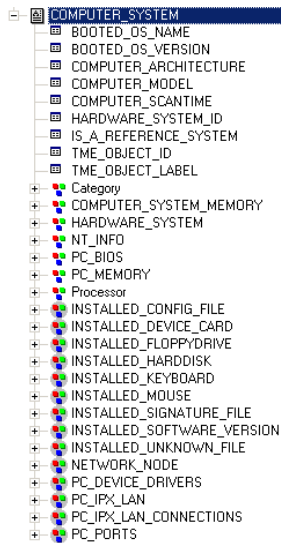 COMPUTER_SYSTEM
BOOTED_OS_NAME
BOOTED_OS_VERSION
COMPUTER_ARCHITECTURE
COMPUTER_MODEL
COMPUTER_SCANTIME
HARDWARE_SYSTEM_ID
IS_A_REFERENCE_SYSTEM
TME_OBJECT_ID
TME_OBJECT_LABEL
Category
COMPUTER_SYSTEM_MEMORY
HARDWARE_SYSTEM
NT_INFO
PC_BIOS
PC_MEMORY
Processor
INSTALLED_CONFIG_FILE
INSTALLED_DEVICE_CARD
INSTALLED_FLOPPYDRIVE
INSTALLED_HARDDISK
INSTALLED_KEYBOARD
INSTALLED_MOUSE
INSTALLED_SIGNATURE_FILE
INSTALLED_SOFTWARE_VERSION
INSTALLED_UNKNOWN_FILE
NETWORK_NODE
PC_DEVICE_DRIVERS
PC_IPX_LAN
PC_IPX_LAN_CONNECTIONS
PC_PORTS